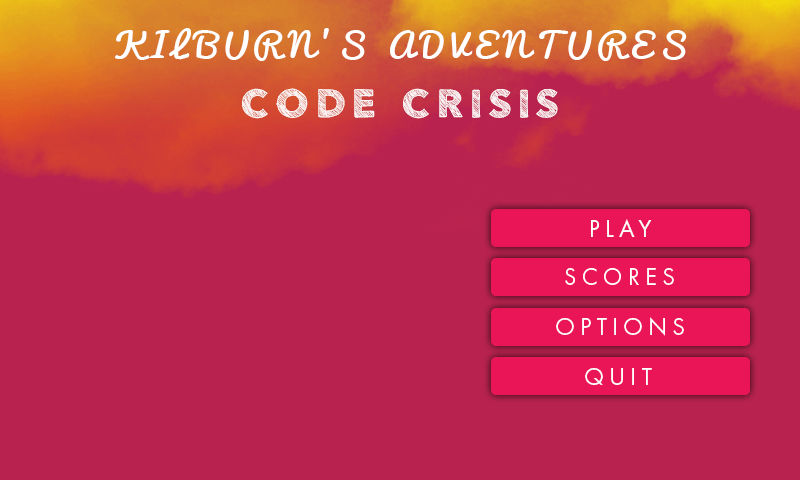 KILBURN'S ADVENTURES
CODE CRISIS
PLAY
SCORES
OPTIONS
QUIT